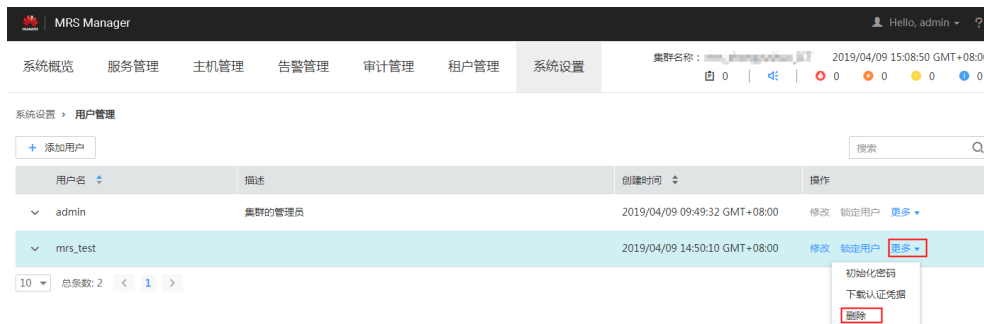 HUAWEI MRS Manager Hello, admin ?
系统概览 服务管理 主机管理 告警管理 审计管理 租户管理 系统设置
集群名称： 2019/04/09 15:08:50 GMT+08:00
0 0 0 0 0
系统设置 › 用户管理
+ 添加用户 搜索
用户名 描述 创建时间 操作
admin 集群的管理员 2019/04/09 09:49:32 GMT+08:00 修改 锁定用户 更多
mrs_test 2019/04/09 14:50:10 GMT+08:00 修改 锁定用户 更多
10 总条数: 2 < 1 >
初始化密码
下载认证凭据
删除